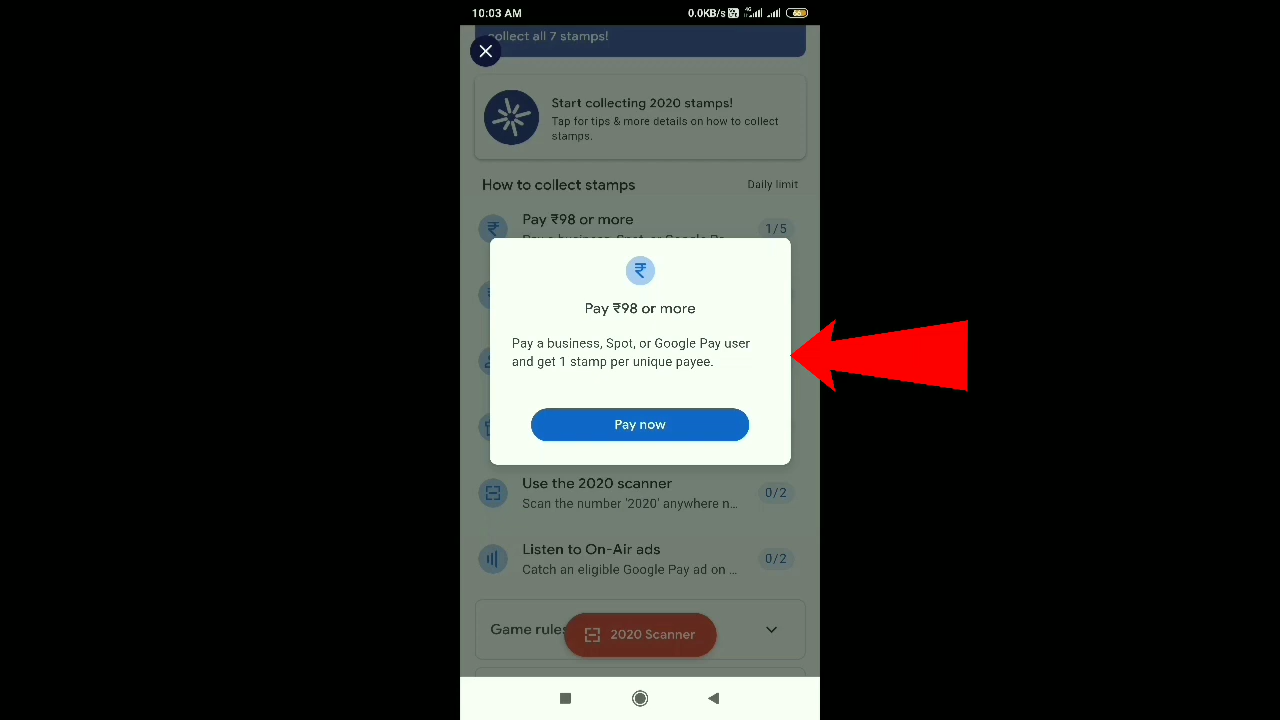 10:03 AM
0.0KB/s
4G
66
collect all 7 stamps!
Start collecting 2020 stamps!
Tap for tips & more details on how to collect
stamps.
How to collect stamps
Daily limit
Pay ₹98 or more
1/5
Pay ₹98 or more
Pay a business, Spot, or Google Pay user
and get 1 stamp per unique payee.
Pay now
Use the 2020 scanner
0/2
Scan the number '2020' anywhere n...
Listen to On-Air ads
0/2
Catch an eligible Google Pay ad on ...
Game rules
2020 Scanner